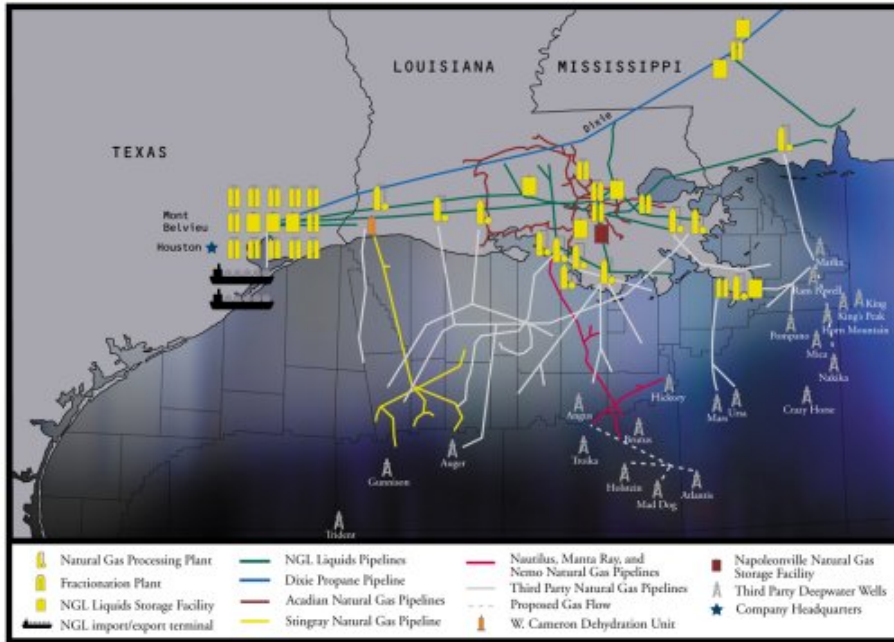 LOUISIANA
MISSISSIPPI
Dixie
TEXAS
Mont
Belvieu
Houston
Marlin
Ram Powell
King
King's Peak
Horn Mountain
Pompano
Mica
Nakika
Hickory
Crazy Horse
Mars
Ursa
Angus
Brutus
Troika
Auger
Gunnison
Holstein
Atlantis
Mad Dog
Trident
Natural Gas Processing Plant
Fractionation Plant
NGL Liquids Storage Facility
NGL import/export terminal
NGL Liquids Pipelines
Dixie Propane Pipeline
Acadian Natural Gas Pipelines
Stingray Natural Gas Pipeline
Nautilus, Manta Ray, and
Nemo Natural Gas Pipelines
Third Party Natural Gas Pipelines
Proposed Gas Flow
W. Cameron Dehydration Unit
Napoleonville Natural Gas
Storage Facility
Third Party Deepwater Wells
Company Headquarters